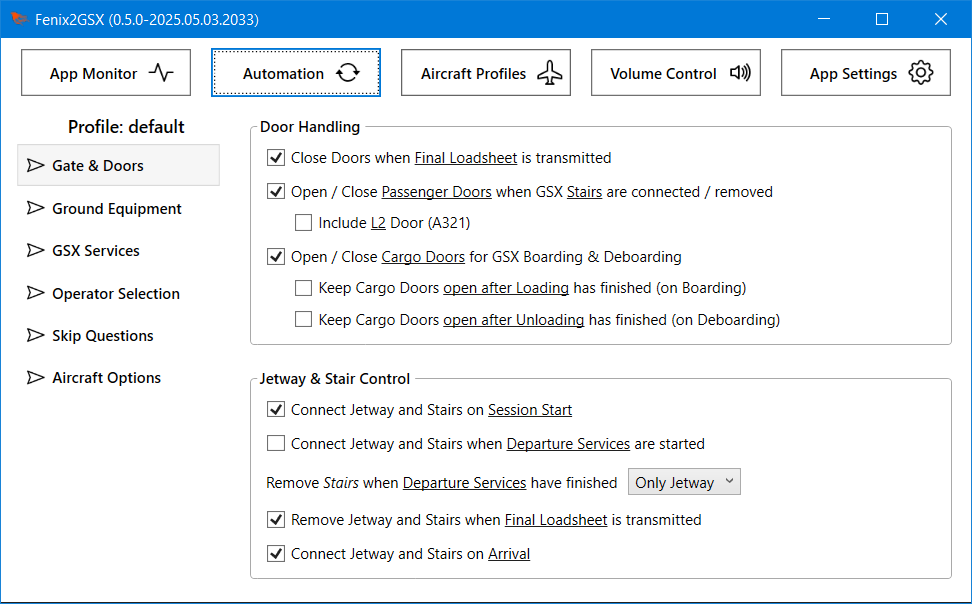 Fenix2GSX (0.5.0-2025.05.03.2033)
App Monitor
Automation
Aircraft Profiles
Volume Control
App Settings
Profile: default
Gate & Doors
Ground Equipment
GSX Services
Operator Selection
Skip Questions
Aircraft Options
Door Handling
Close Doors when Final Loadsheet is transmitted
Open / Close Passenger Doors when GSX Stairs are connected / removed
Include L2 Door (A321)
Open / Close Cargo Doors for GSX Boarding & Deboarding
Keep Cargo Doors open after Loading has finished (on Boarding)
Keep Cargo Doors open after Unloading has finished (on Deboarding)
Jetway & Stair Control
Connect Jetway and Stairs on Session Start
Connect Jetway and Stairs when Departure Services are started
Remove Stairs when Departure Services have finished Only Jetway
Remove Jetway and Stairs when Final Loadsheet is transmitted
Connect Jetway and Stairs on Arrival